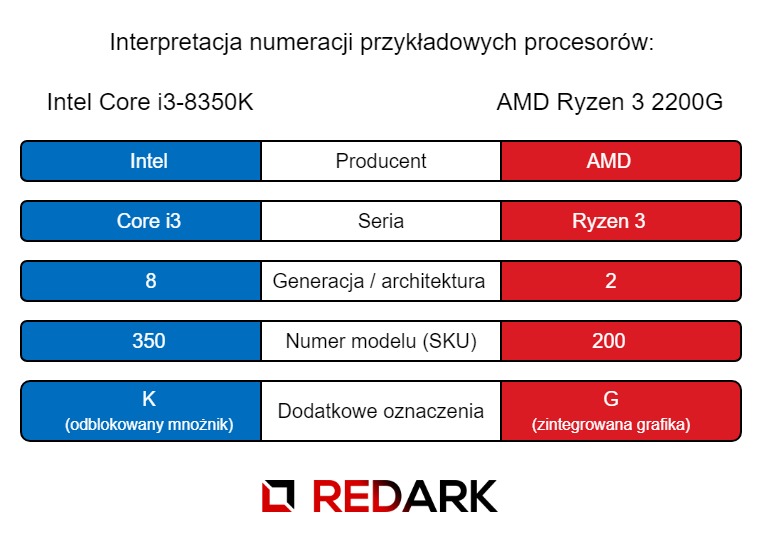 Interpretacja numeracji przykładowych procesorów:
Intel Core i3-8350K AMD Ryzen 3 2200G
Intel Producent AMD
Core i3 Seria Ryzen 3
8 Generacja / architektura 2
350 Numer modelu (SKU) 200
K
(odblokowany mnożnik)
Dodatkowe oznaczenia
G
(zintegrowana grafika)
REDARK